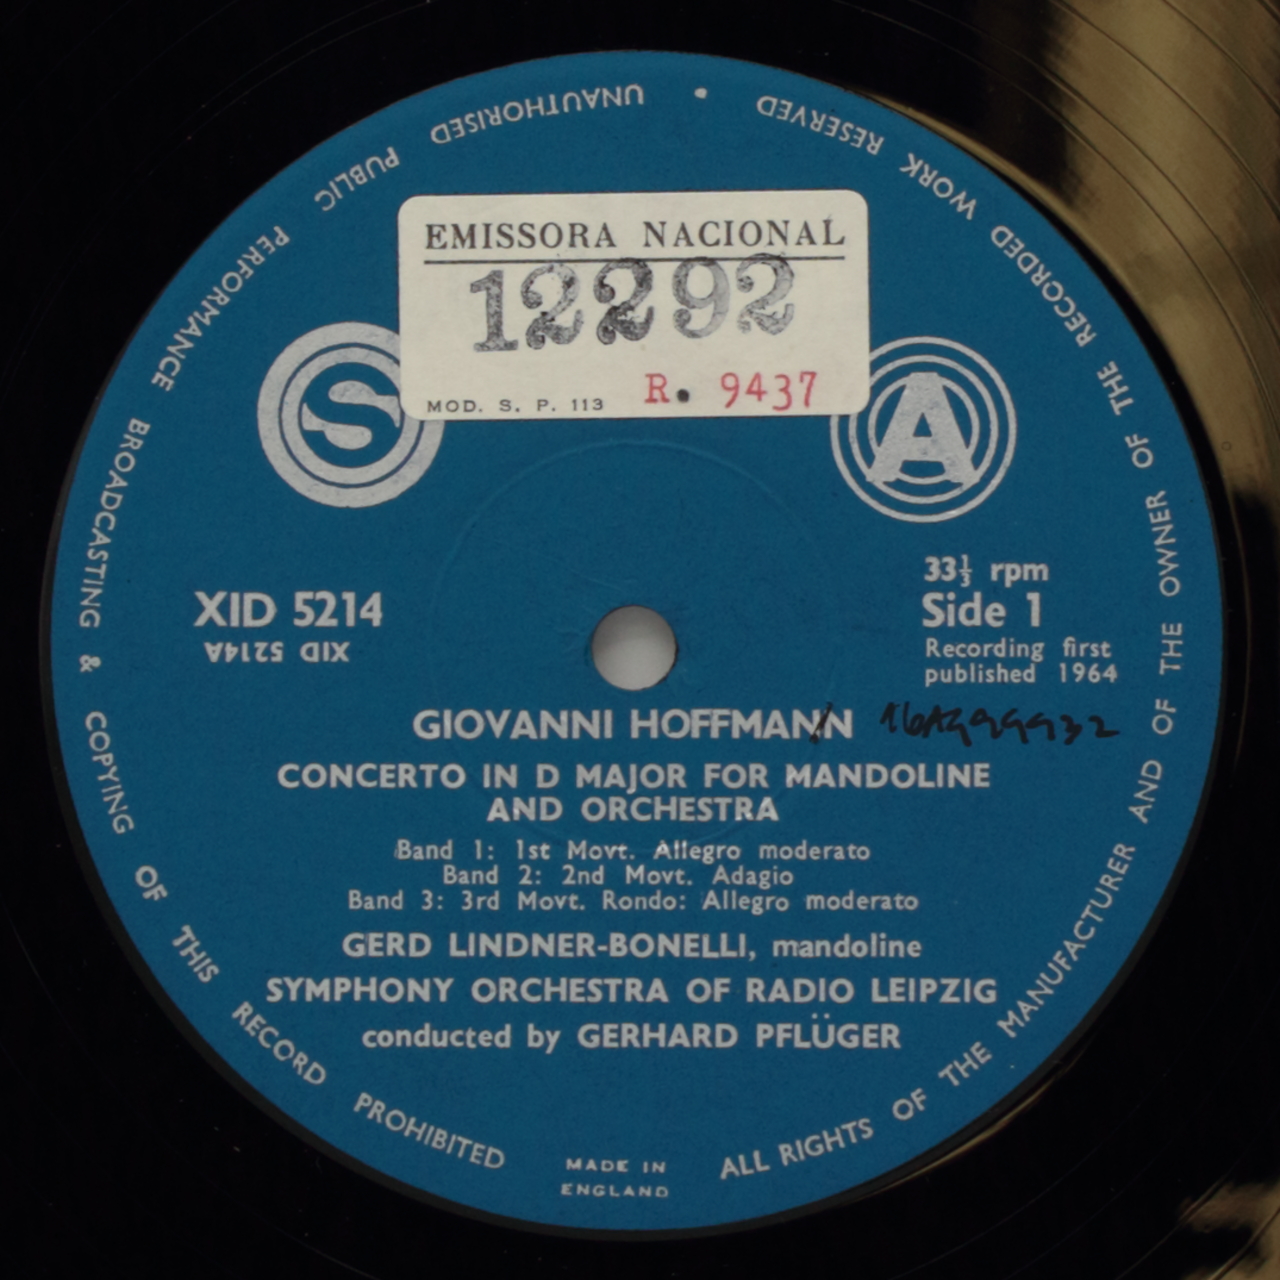 UNAUTHORISED PUBLIC PERFORMANCE BROADCASTING & COPYING OF THIS RECORD PROHIBITED
ALL RIGHTS OF THE MANUFACTURER AND OF THE OWNER OF THE RECORDED WORK RESERVED •
EMISSORA NACIONAL
12292
MOD. S. P. 113 R. 9437
S
A
XID 5214
XID 5214A
33⅓ rpm
Side 1
Recording first
published 1964
GIOVANNI HOFFMANN
CONCERTO IN D MAJOR FOR MANDOLINE
AND ORCHESTRA
Band 1: 1st Movt. Allegro moderato
Band 2: 2nd Movt. Adagio
Band 3: 3rd Movt. Rondo: Allegro moderato
GERD LINDNER-BONELLI, mandoline
SYMPHONY ORCHESTRA OF RADIO LEIPZIG
conducted by GERHARD PFLÜGER
MADE IN
ENGLAND